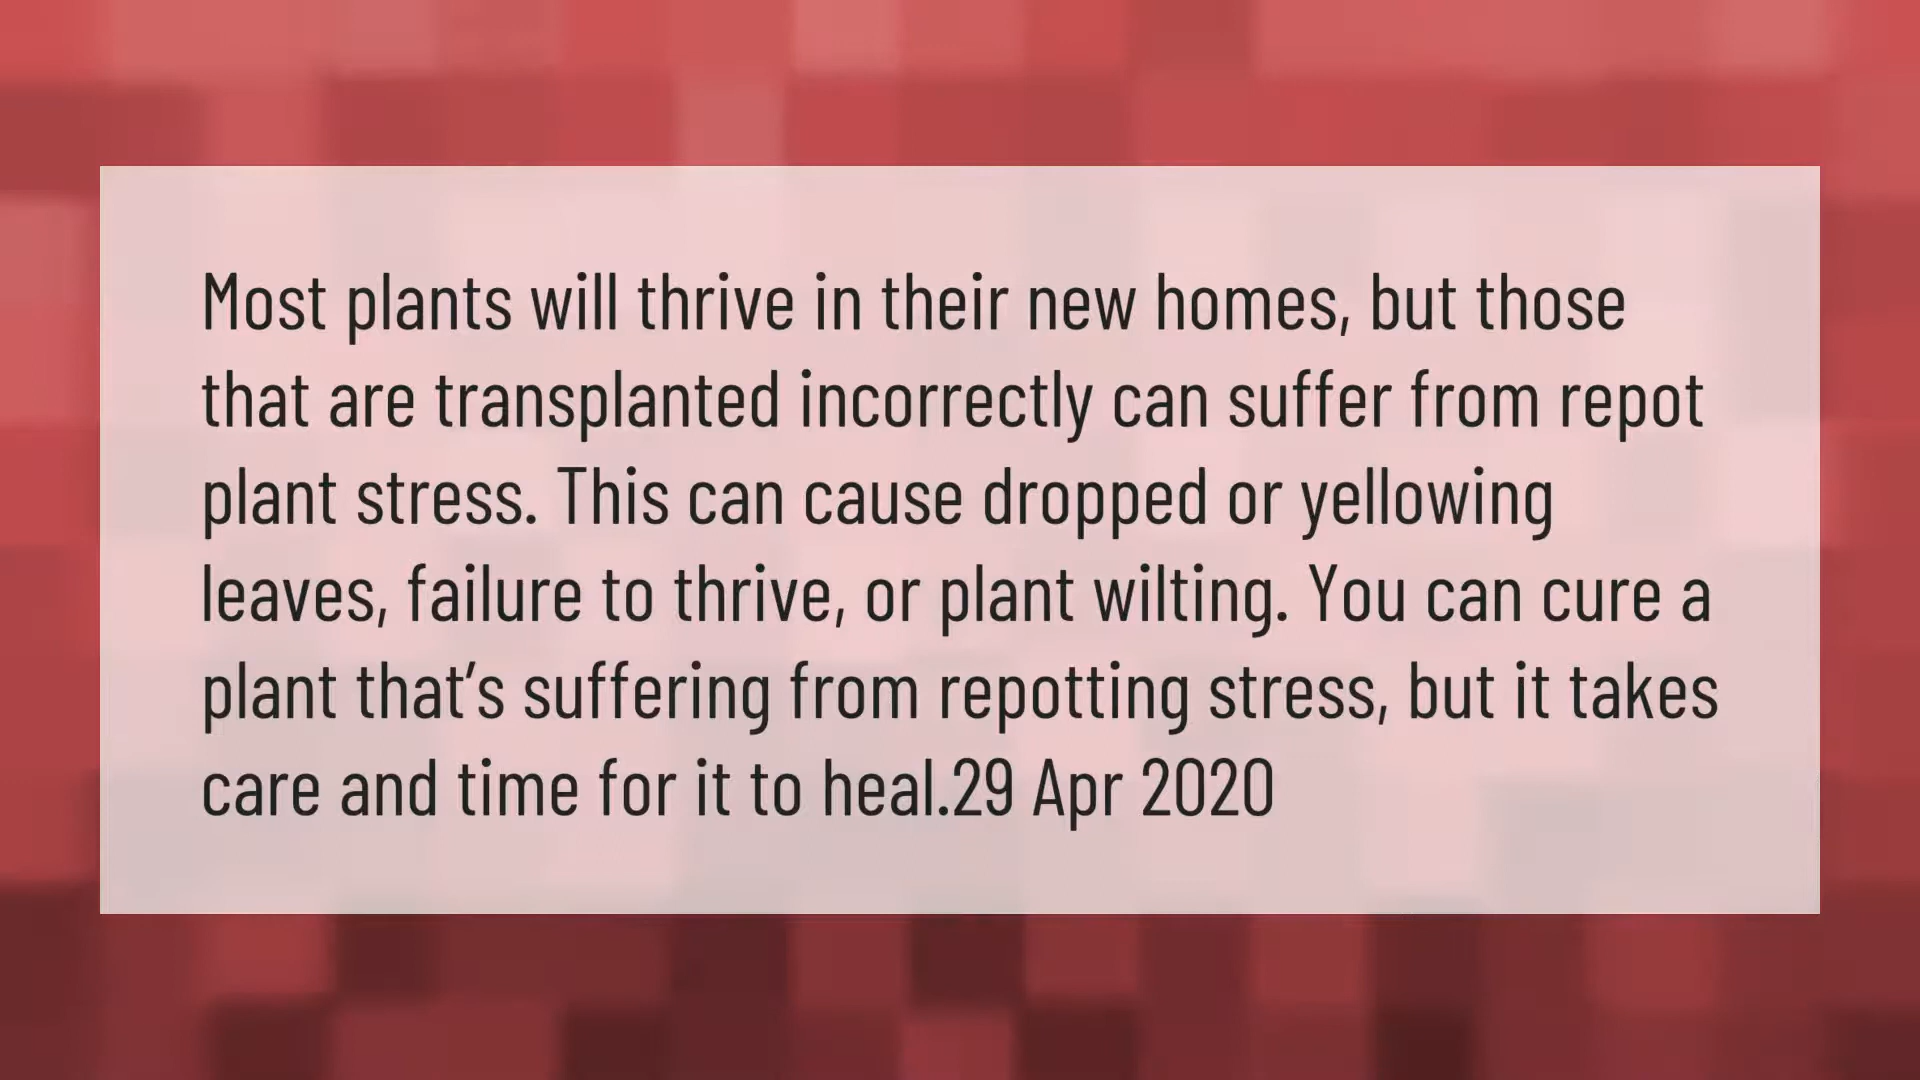 Most plants will thrive in their new homes, but those
that are transplanted incorrectly can suffer from repot
plant stress. This can cause dropped or yellowing
leaves, failure to thrive, or plant wilting. You can cure a
plant that’s suffering from repotting stress, but it takes
care and time for it to heal.29 Apr 2020